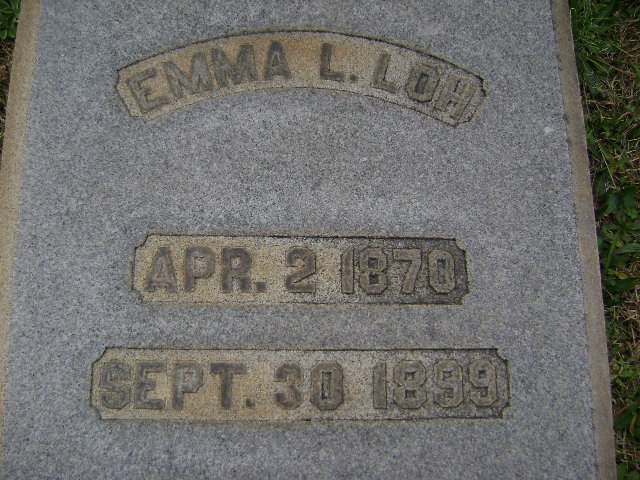 EMMA L. LOH
APR. 2 1870
SEPT. 30 1899